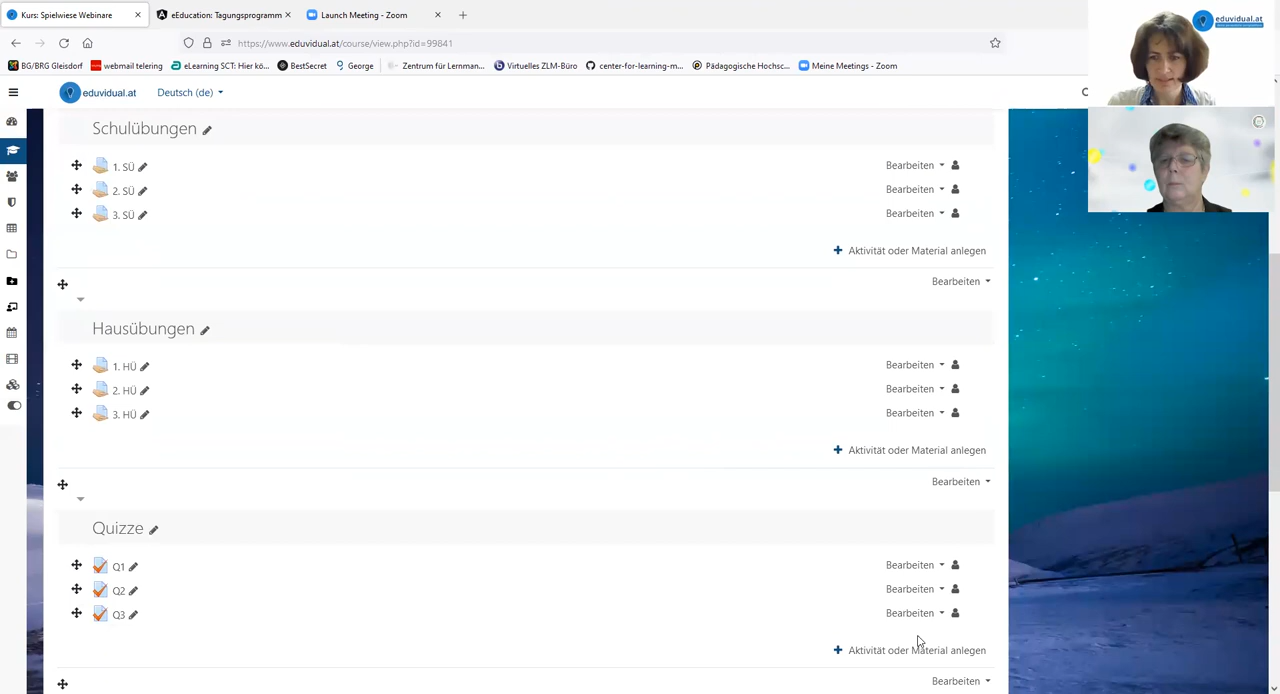 Kurs: Spielwiese Webinare
eEducation: Tagungsprogramm
Launch Meeting - Zoom
https://www.eduvidual.at/course/view.php?id=99841
BG/BRG Gleisdorf
webmail telering
eLearning SCT: Hier kö...
BestSecret
George
Zentrum für Lernman...
Virtuelles ZLM-Büro
center-for-learning-m...
Pädagogische Hochsc...
Meine Meetings - Zoom
eduvidual.at
Deutsch (de)
eduvidual.at
Schulübungen
1. SÜ
Bearbeiten
2. SÜ
Bearbeiten
3. SÜ
Bearbeiten
Aktivität oder Material anlegen
Bearbeiten
Hausübungen
1. HÜ
Bearbeiten
2. HÜ
Bearbeiten
3. HÜ
Bearbeiten
Aktivität oder Material anlegen
Bearbeiten
Quizze
Q1
Bearbeiten
Q2
Bearbeiten
Q3
Bearbeiten
Aktivität oder Material anlegen
Bearbeiten